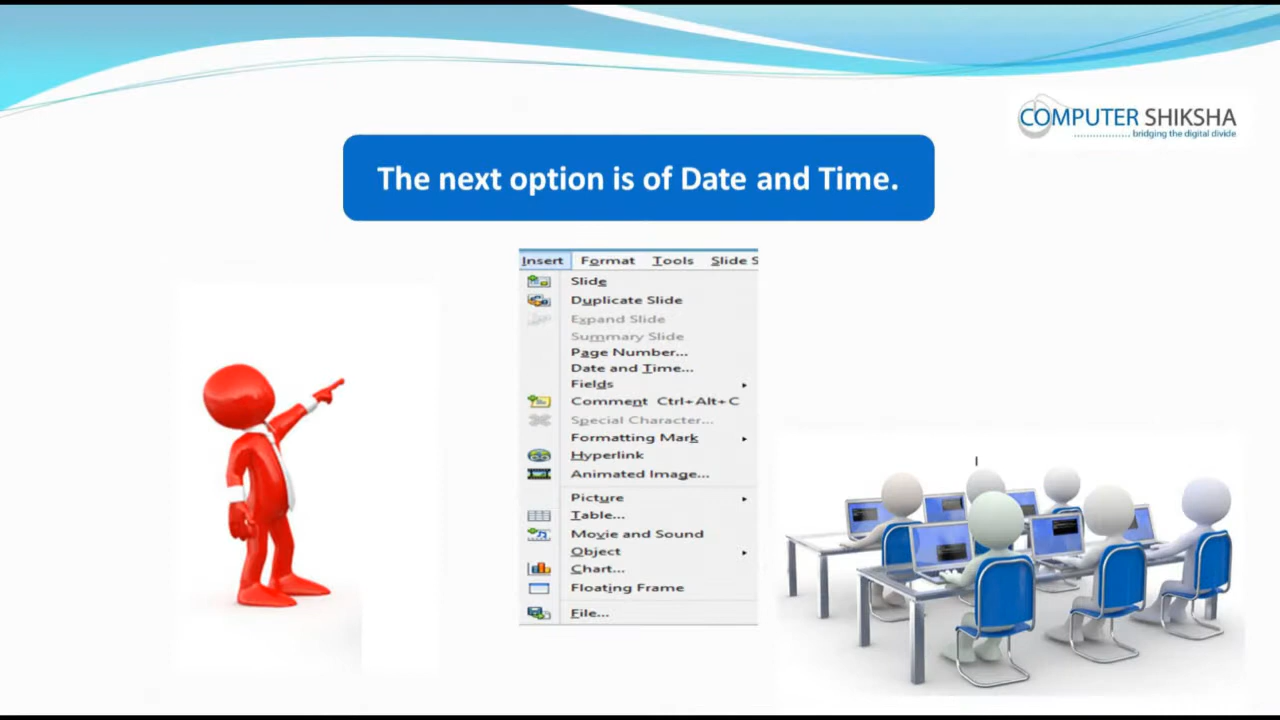 COMPUTER SHIKSHA
bridging the digital divide
The next option is of Date and Time.
Insert Format Tools Slide S
Slide
Duplicate Slide
Expand Slide
Summary Slide
Page Number...
Date and Time...
Fields
Comment Ctrl+Alt+C
Special Character...
Formatting Mark
Hyperlink
Animated Image...
Picture
Table...
Movie and Sound
Object
Chart...
Floating Frame
File...